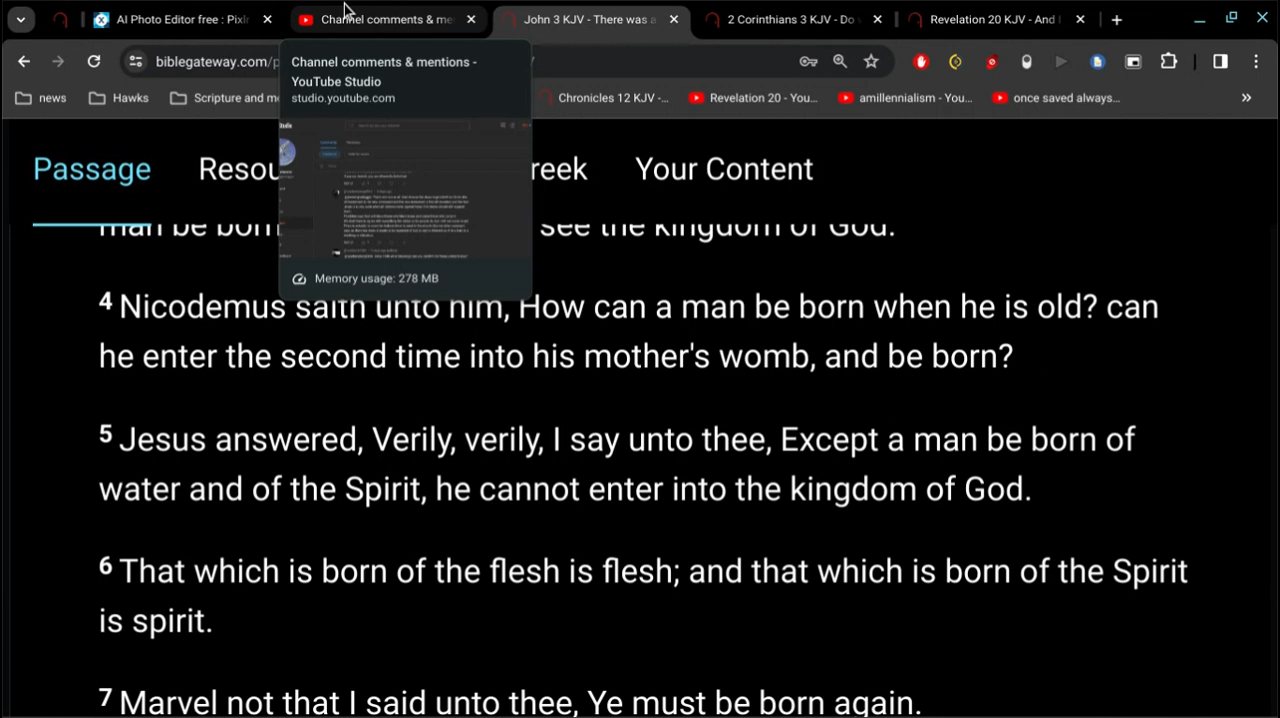 AI Photo Editor free : Pixlr
Channel comments & me
John 3 KJV - There was a
2 Corinthians 3 KJV - Do
Revelation 20 KJV - And I
biblegateway.com/p
Channel comments & mentions -
YouTube Studio
studio.youtube.com
news
Hawks
Scripture and m
Chronicles 12 KJV -...
Revelation 20 - You...
amillennialism - You...
once saved always...
Passage
Resou
reek
Your Content
man be born
see the kingdom of God.
Memory usage: 278 MB
4 Nicodemus saith unto him, How can a man be born when he is old? can
he enter the second time into his mother's womb, and be born?
5 Jesus answered, Verily, verily, I say unto thee, Except a man be born of
water and of the Spirit, he cannot enter into the kingdom of God.
6 That which is born of the flesh is flesh; and that which is born of the Spirit
is spirit.
7 Marvel not that I said unto thee, Ye must be born again.